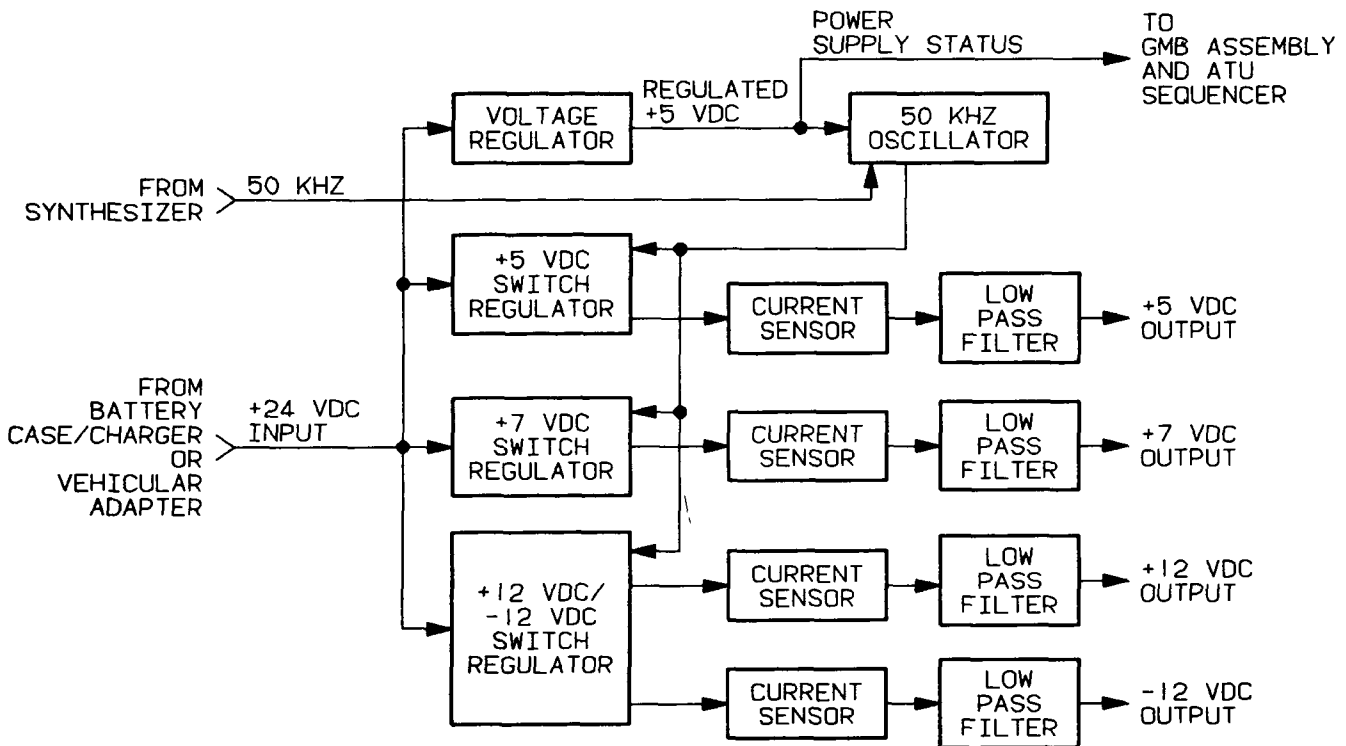 POWER
SUPPLY STATUS
TO
GMB ASSEMBLY
AND ATU
SEQUENCER
REGULATED
+5 VDC
VOLTAGE
REGULATOR
50 KHZ
OSCILLATOR
FROM
SYNTHESIZER
50 KHZ
+5 VDC
SWITCH
REGULATOR
CURRENT
SENSOR
LOW
PASS
FILTER
+5 VDC
OUTPUT
FROM
BATTERY
CASE/CHARGER
OR
VEHICULAR
ADAPTER
+24 VDC
INPUT
+7 VDC
SWITCH
REGULATOR
CURRENT
SENSOR
LOW
PASS
FILTER
+7 VDC
OUTPUT
+12 VDC/
-12 VDC
SWITCH
REGULATOR
CURRENT
SENSOR
LOW
PASS
FILTER
+12 VDC
OUTPUT
CURRENT
SENSOR
LOW
PASS
FILTER
-12 VDC
OUTPUT